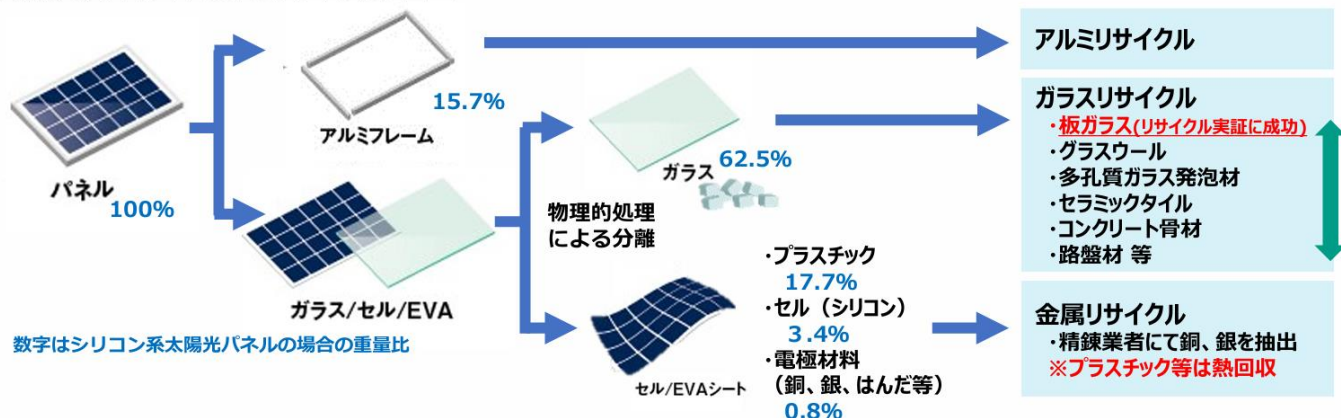 パネル
100%
アルミフレーム
15.7%
ガラス/セル/EVA
数字はシリコン系太陽光パネルの場合の重量比
物理的処理
による分離
ガラス
62.5%
セル/EVAシート
・プラスチック
17.7%
・セル（シリコン）
3.4%
・電極材料
（銅、銀、はんだ等）
0.8%
アルミリサイクル
ガラスリサイクル
・板ガラス(リサイクル実証に成功)
・グラスウール
・多孔質ガラス発泡材
・セラミックタイル
・コンクリート骨材
・路盤材 等
金属リサイクル
・精錬業者にて銅、銀を抽出
※プラスチック等は熱回収